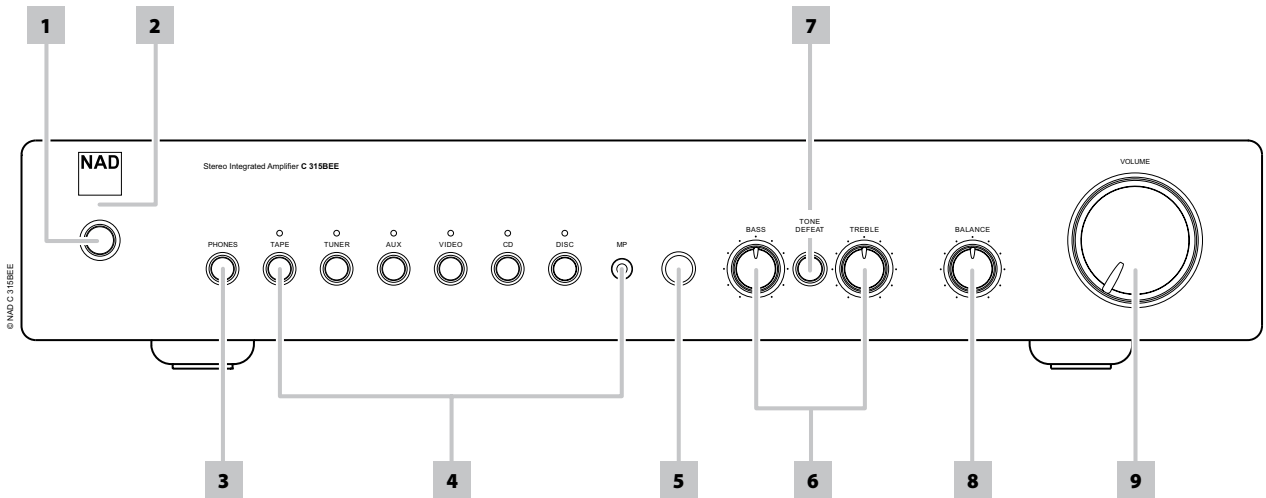 1
2
7
NAD
Stereo Integrated Amplifier C 315BEE
VOLUME
PHONES
TAPE
TUNER
AUX
VIDEO
CD
DISC
MP
BASS
TONE
DEFEAT
TREBLE
BALANCE
© NAD C 315BEE
3
4
5
6
8
9